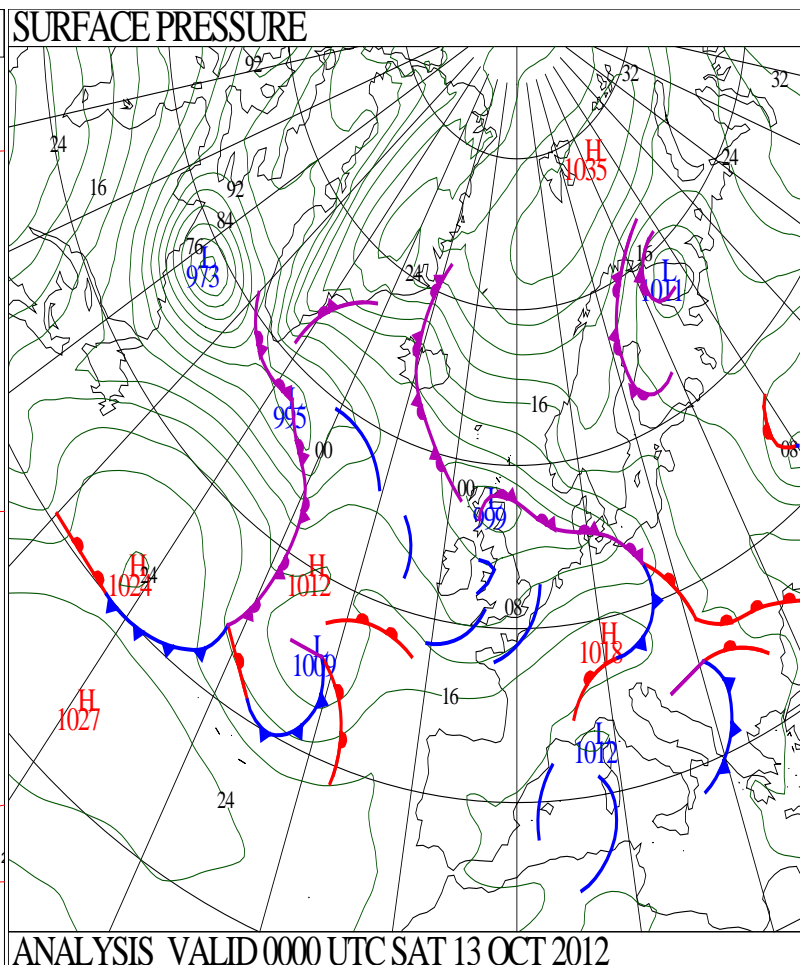 SURFACE PRESSURE
92
32
32
24
24
H
1035
16
92
84
76
L
973
16
24
L
1011
995
16
00
08
00
L
999
H
1024
24
H
1012
08
H
1018
L
1009
16
H
1027
L
1012
24
ANALYSIS VALID 0000 UTC SAT 13 OCT 2012